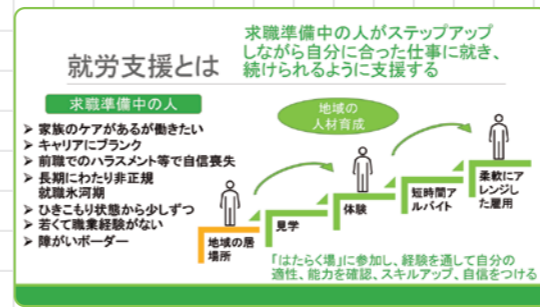 就労支援とは
求職準備中の人がステップアップ
しながら自分に合った仕事に就き、
続けられるように支援する
求職準備中の人
➢ 家族のケアがあるが働きたい
➢ キャリアにブランク
➢ 前職でのハラスメント等で自信喪失
➢ 長期にわたり非正規
就職氷河期
➢ ひきこもり状態から少しずつ
➢ 若くて職業経験がない
➢ 障がいボーダー
地域の
人材育成
地域の居
場所
見学
体験
短時間ア
ルバイト
柔軟にア
レンジし
た雇用
「はたらく場」に参加し、経験を通して自分の
適性、能力を確認、スキルアップ、自信をつける